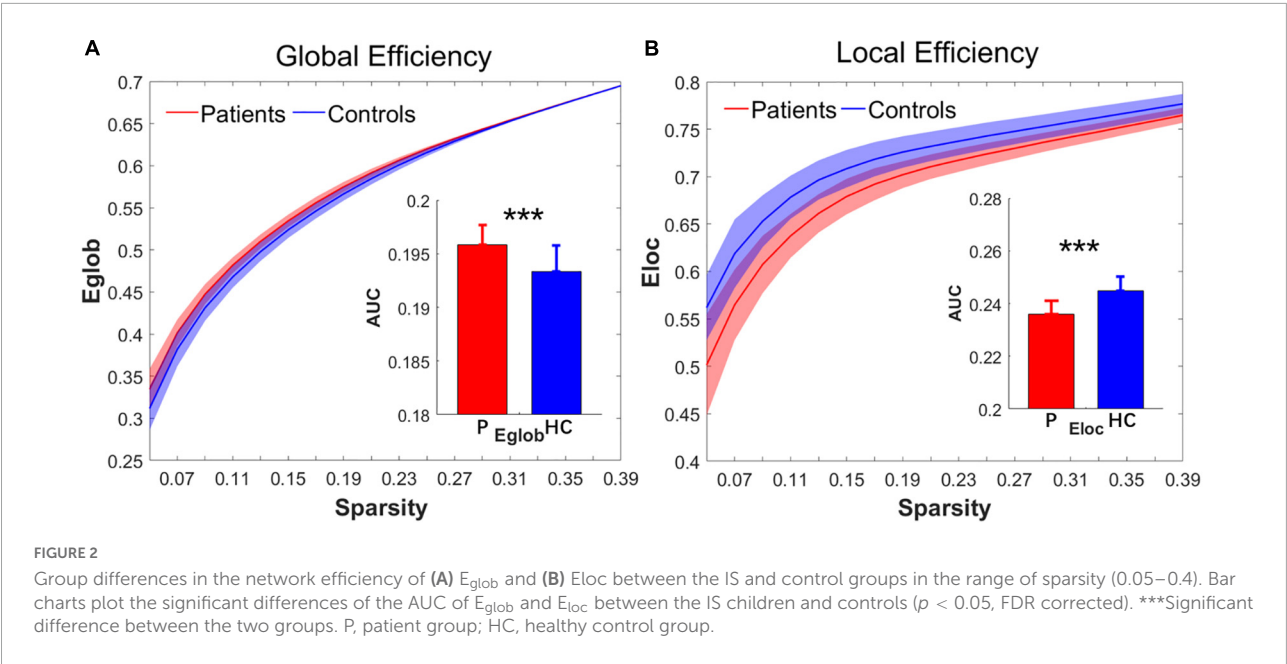 A
Global Efficiency
0.7
0.65
0.6
0.55
0.5
0.45
0.4
0.35
0.3
0.25
Eglob
Patients
Controls
0.07 0.11 0.15 0.19 0.23 0.27 0.31 0.35 0.39
Sparsity
0.2
0.195
0.19
0.185
0.18
AUC
***
P Eglob HC
B
Local Efficiency
0.8
0.75
0.7
0.65
0.6
0.55
0.5
0.45
0.4
Eloc
Patients
Controls
0.07 0.11 0.15 0.19 0.23 0.27 0.31 0.35 0.39
Sparsity
0.28
0.26
0.24
0.22
0.2
AUC
***
P Eloc HC
FIGURE 2
Group differences in the network efficiency of (A) Eglob and (B) Eloc between the IS and control groups in the range of sparsity (0.05–0.4). Bar
charts plot the significant differences of the AUC of Eglob and Eloc between the IS children and controls (p < 0.05, FDR corrected). ***Significant
difference between the two groups. P, patient group; HC, healthy control group.